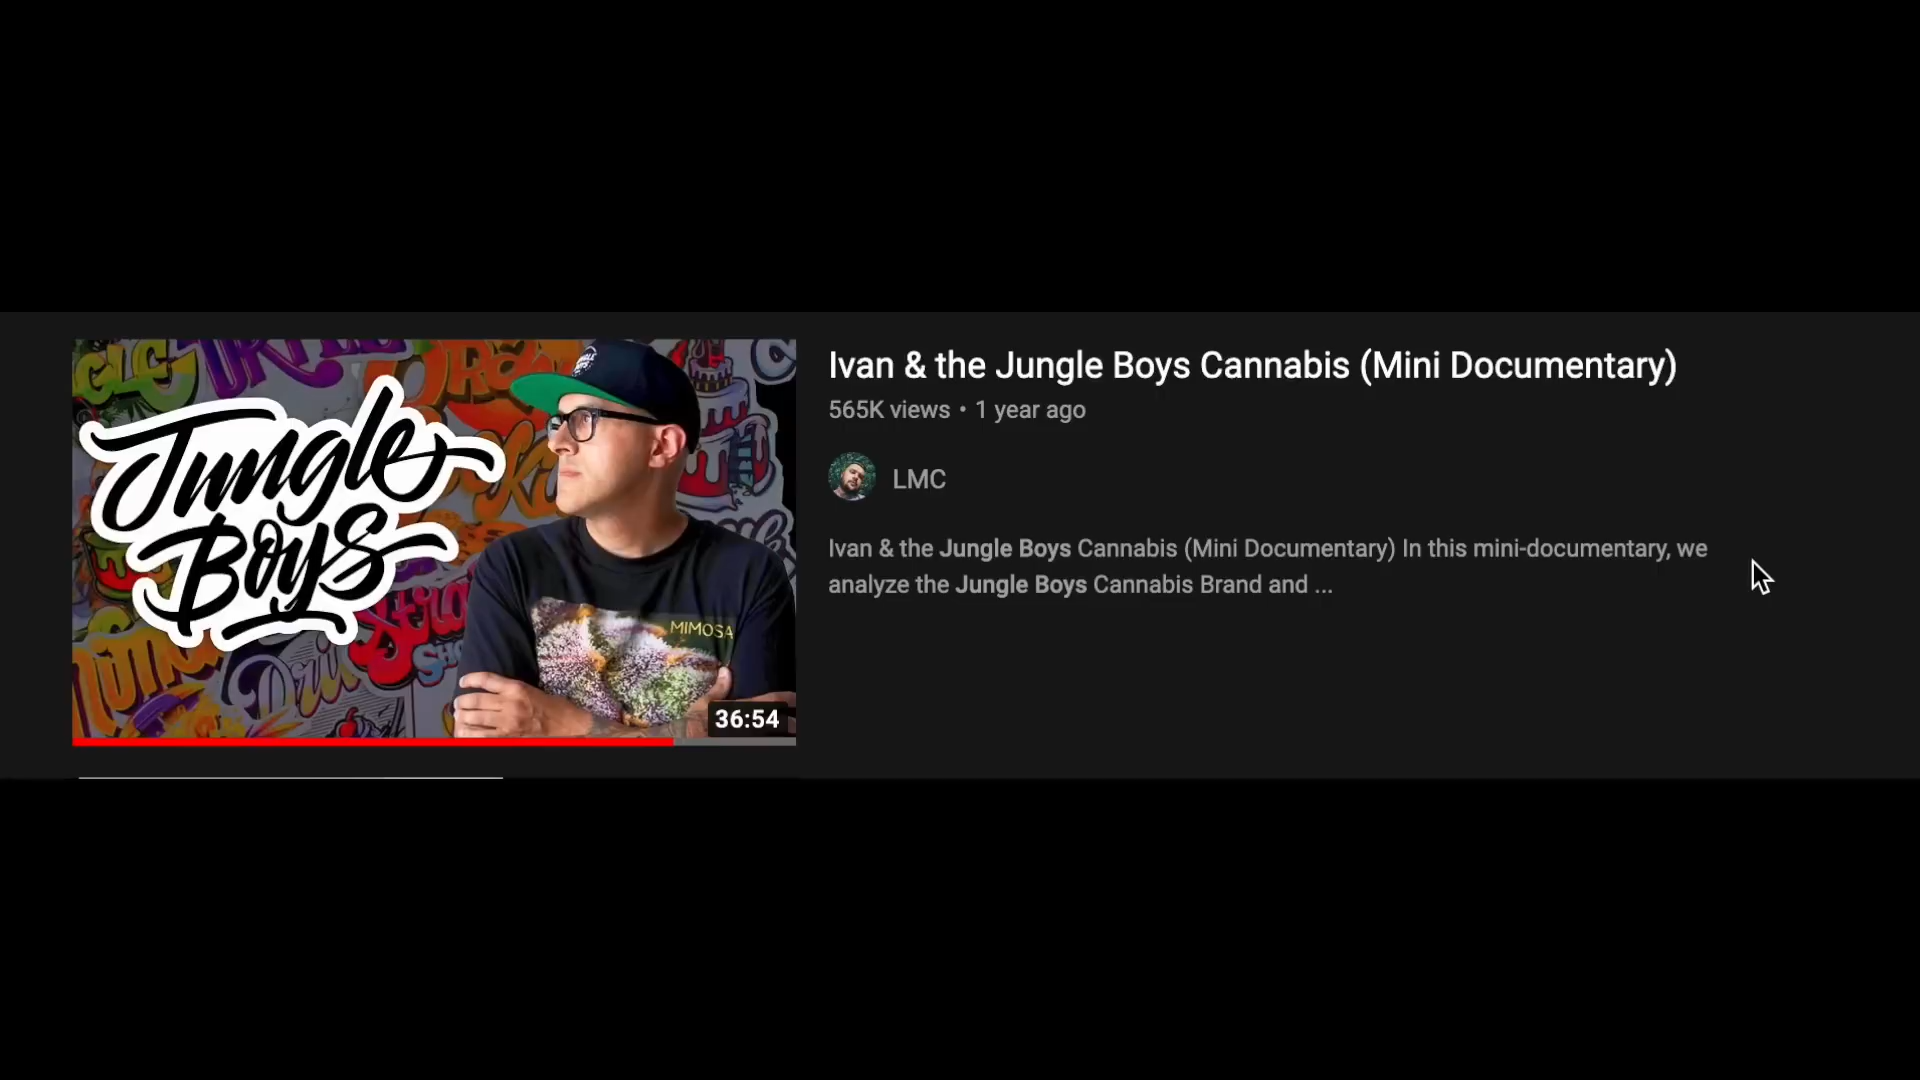 Jungle
Boys
MIMOSA
36:54
Ivan & the Jungle Boys Cannabis (Mini Documentary)
565K views • 1 year ago
LMC
Ivan & the Jungle Boys Cannabis (Mini Documentary) In this mini-documentary, we
analyze the Jungle Boys Cannabis Brand and ...